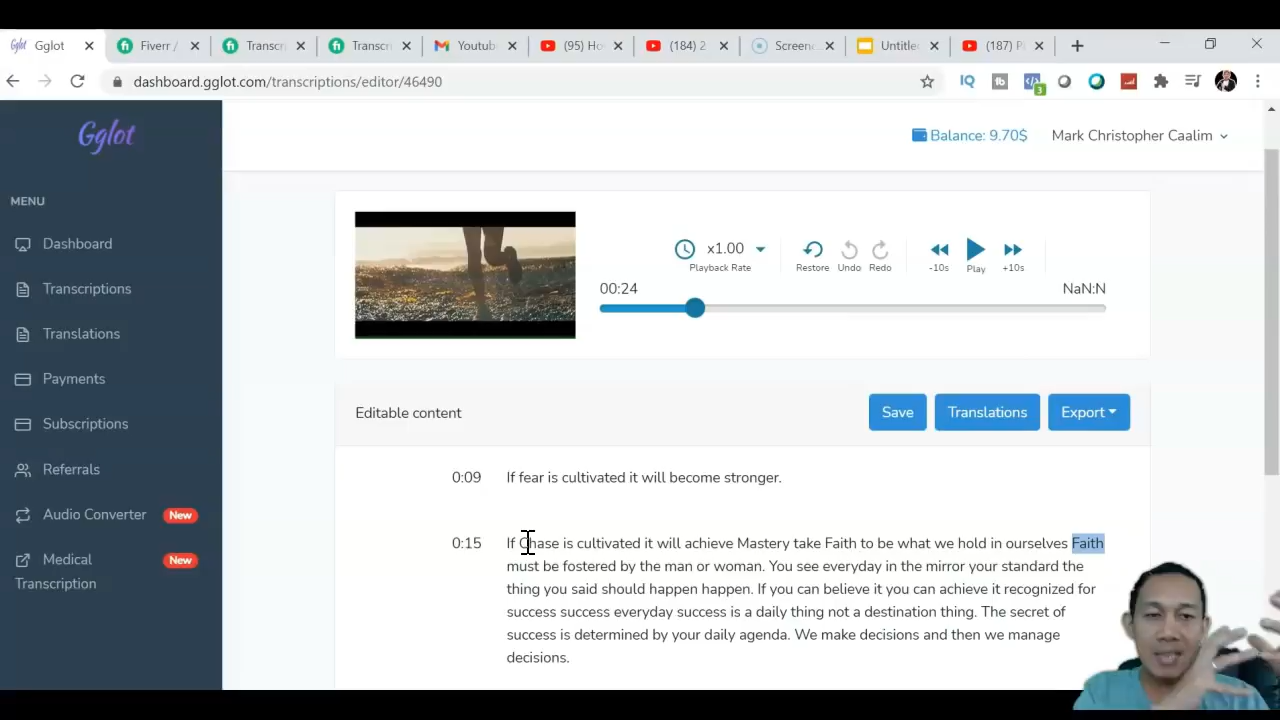 Gglot
Fiverr /
Transcr
Transcr
Youtub
(95) Ho
(184) 2
Screenc
Untitle
(187) P
dashboard.gglot.com/transcriptions/editor/46490
3
Gglot
Balance: 9.70$
Mark Christopher Caalim
MENU
Dashboard
Transcriptions
Translations
Payments
Subscriptions
Referrals
Audio Converter New
Medical New
Transcription
x1.00
Playback Rate
Restore
Undo
Redo
-10s
Play
+10s
00:24
NaN:N
Editable content
Save
Translations
Export
0:09
If fear is cultivated it will become stronger.
0:15
If Chase is cultivated it will achieve Mastery take Faith to be what we hold in ourselves Faith
must be fostered by the man or woman. You see everyday in the mirror your standard the
thing you said should happen happen. If you can believe it you can achieve it recognized for
success success everyday success is a daily thing not a destination thing. The secret of
success is determined by your daily agenda. We make decisions and then we manage
decisions.